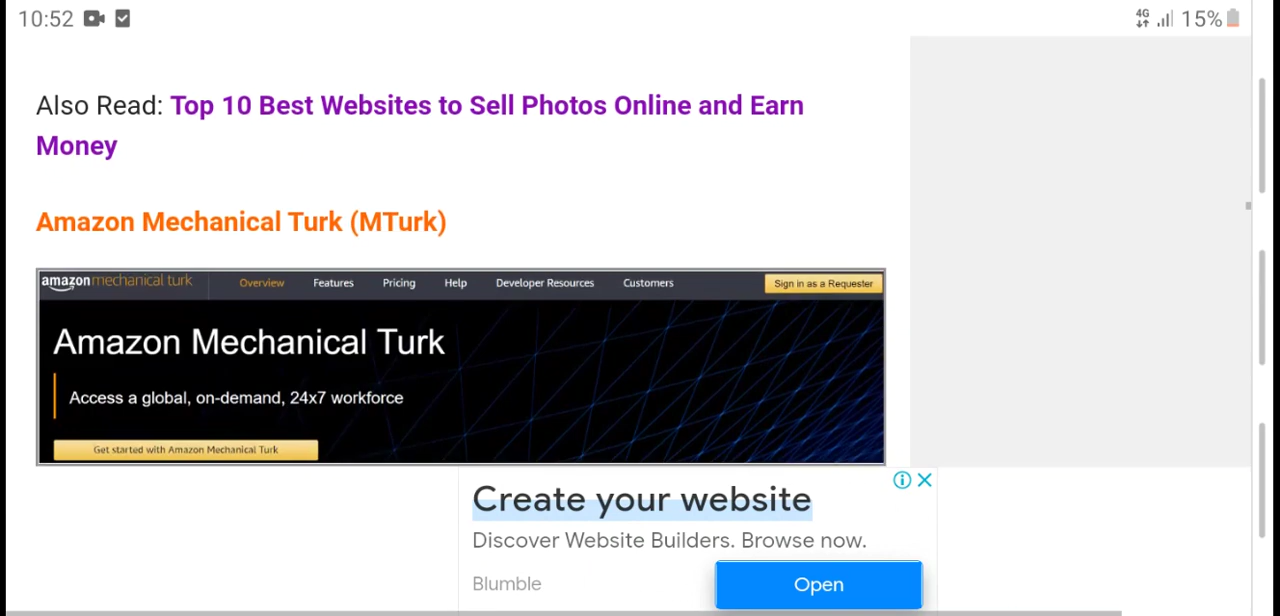 10:52
4G 15%
Also Read: Top 10 Best Websites to Sell Photos Online and Earn
Money
Amazon Mechanical Turk (MTurk)
amazon mechanical turk Overview Features Pricing Help Developer Resources Customers Sign in as a Requester
Amazon Mechanical Turk
Access a global, on-demand, 24x7 workforce
Get started with Amazon Mechanical Turk
Create your website
Discover Website Builders. Browse now.
Blumble Open